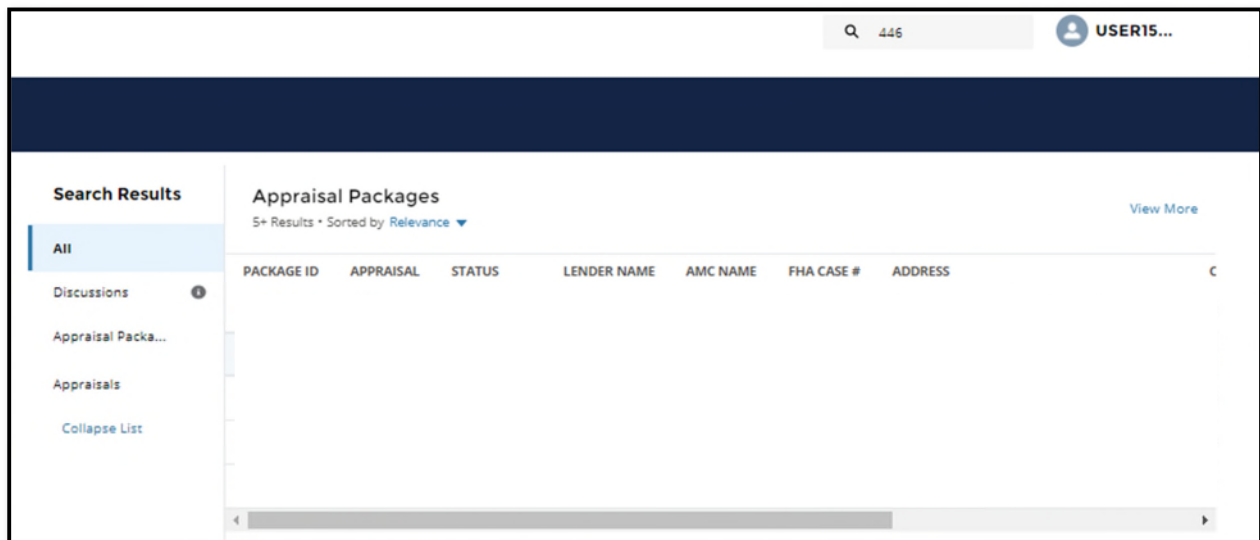 446
USER15...
Search Results
All
Discussions
Appraisal Packa...
Appraisals
Collapse List
Appraisal Packages
5+ Results • Sorted by Relevance
View More
PACKAGE ID APPRAISAL STATUS LENDER NAME AMC NAME FHA CASE # ADDRESS C